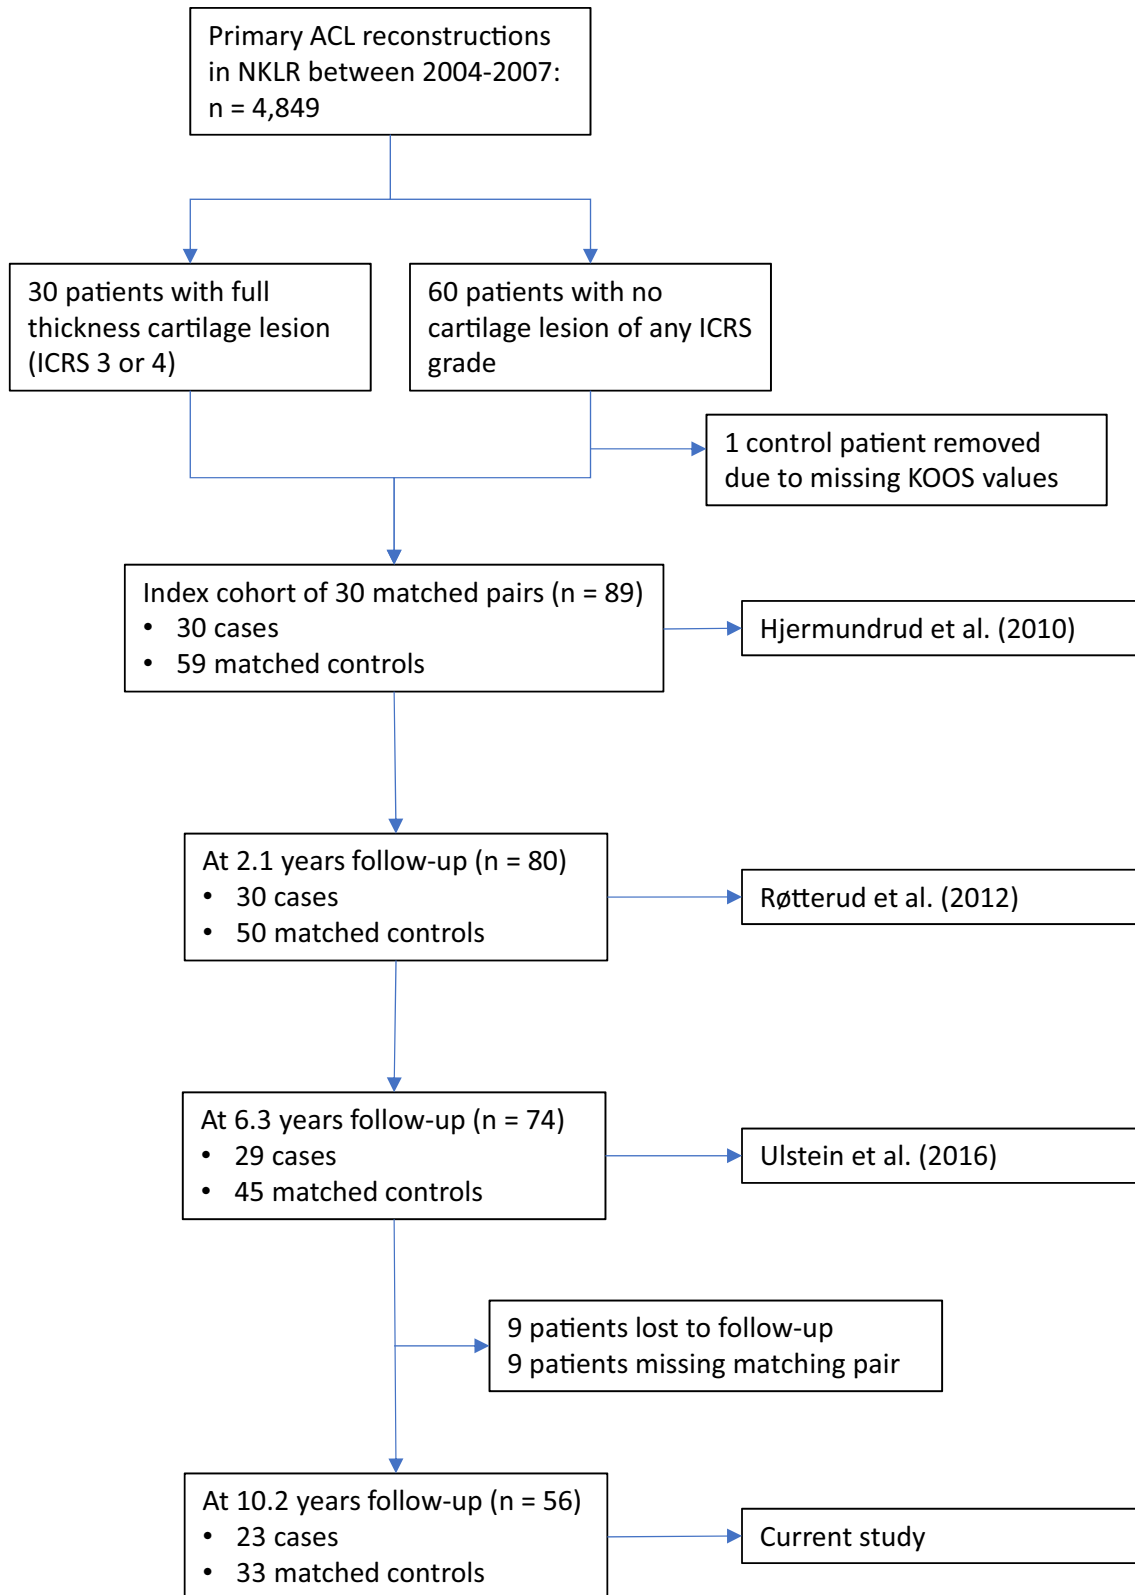 Primary ACL reconstructions
in NKLR between 2004-2007:
n = 4,849
30 patients with full
thickness cartilage lesion
(ICRS 3 or 4)
60 patients with no
cartilage lesion of any ICRS
grade
1 control patient removed
due to missing KOOS values
Index cohort of 30 matched pairs (n = 89)
• 30 cases
• 59 matched controls
Hjermundrud et al. (2010)
At 2.1 years follow-up (n = 80)
• 30 cases
• 50 matched controls
Røtterud et al. (2012)
At 6.3 years follow-up (n = 74)
• 29 cases
• 45 matched controls
Ulstein et al. (2016)
9 patients lost to follow-up
9 patients missing matching pair
At 10.2 years follow-up (n = 56)
• 23 cases
• 33 matched controls
Current study